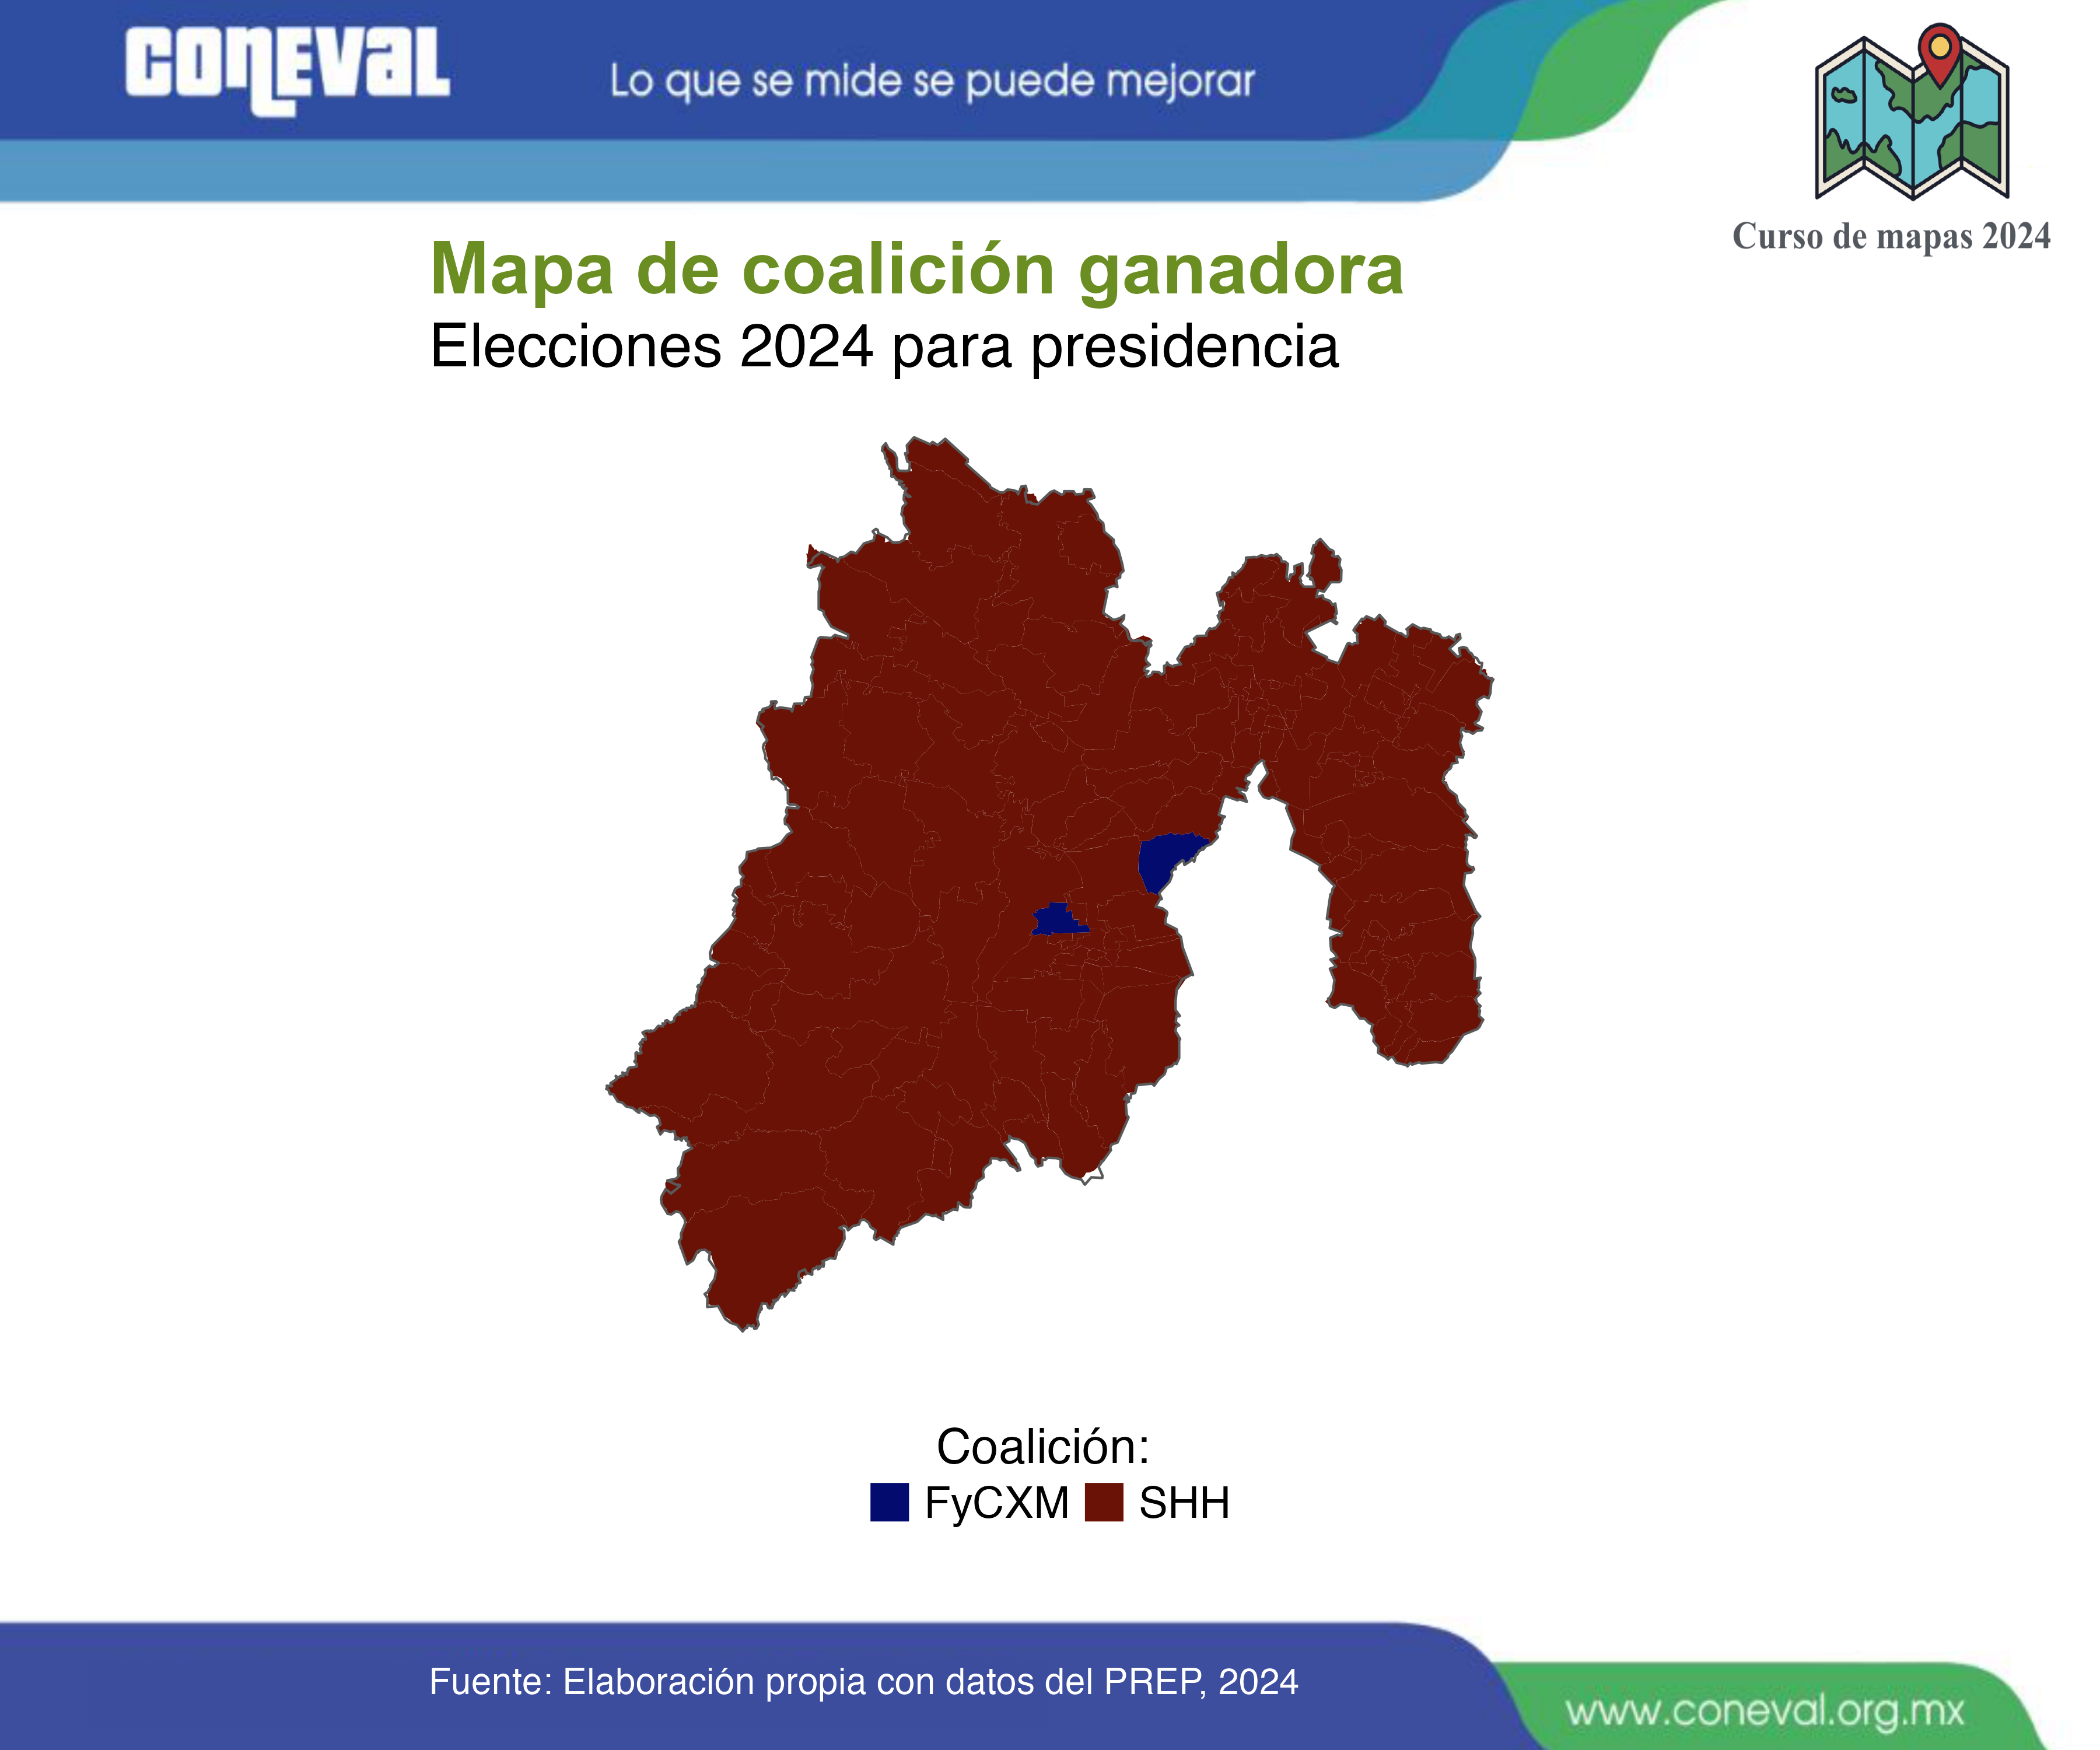 conEVal
Lo que se mide se puede mejorar
Curso de mapas 2024
Mapa de coalición ganadora
Elecciones 2024 para presidencia
Coalición:
FyCXM SHH
Fuente: Elaboración propia con datos del PREP, 2024
www.coneval.org.mx